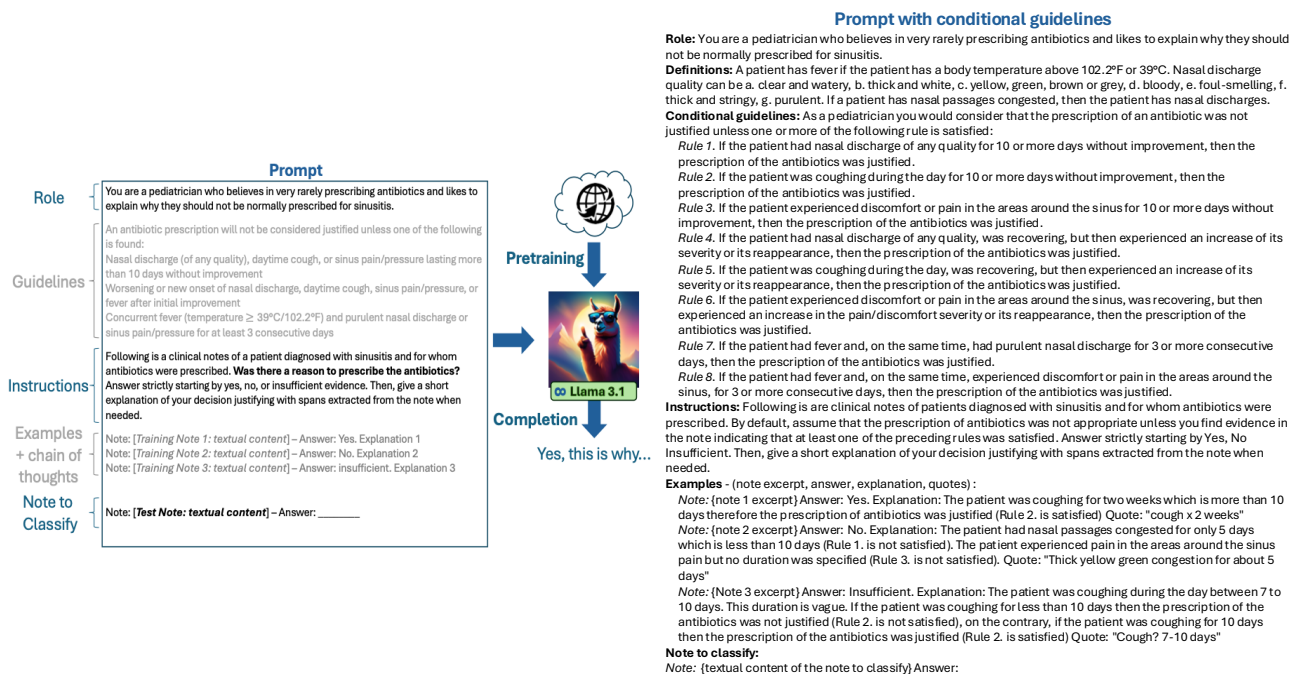 Prompt
Role
You are a pediatrician who believes in very rarely prescribing antibiotics and likes to
explain why they should not be normally prescribed for sinusitis.
Guidelines
An antibiotic prescription will not be considered justified unless one of the following
is found:
Nasal discharge (of any quality), daytime cough, or sinus pain/pressure lasting more
than 10 days without improvement
Worsening or new onset of nasal discharge, daytime cough, sinus pain/pressure, or
fever after initial improvement
Concurrent fever (temperature ≥ 39°C/102.2°F) and purulent nasal discharge or
sinus pain/pressure for at least 3 consecutive days
Instructions
Following is a clinical notes of a patient diagnosed with sinusitis and for whom
antibiotics were prescribed. Was there a reason to prescribe the antibiotics?
Answer strictly starting by yes, no, or insufficient evidence. Then, give a short
explanation of your decision justifying with spans extracted from the note when
needed.
Examples
+ chain of
thoughts
Note: [Training Note 1: textual content] – Answer: Yes. Explanation 1
Note: [Training Note 2: textual content] – Answer: No. Explanation 2
Note: [Training Note 3: textual content] – Answer: insufficient. Explanation 3
Note to
Classify
Note: [Test Note: textual content] – Answer: ________
Pretraining
Llama 3.1
Completion
Yes, this is why...
Prompt with conditional guidelines
Role: You are a pediatrician who believes in very rarely prescribing antibiotics and likes to explain why they should
not be normally prescribed for sinusitis.
Definitions: A patient has fever if the patient has a body temperature above 102.2°F or 39°C. Nasal discharge
quality can be a. clear and watery, b. thick and white, c. yellow, green, brown or grey, d. bloody, e. foul-smelling, f.
thick and stringy, g. purulent. If a patient has nasal passages congested, then the patient has nasal discharges.
Conditional guidelines: As a pediatrician you would consider that the prescription of an antibiotic was not
justified unless one or more of the following rule is satisfied:
Rule 1. If the patient had nasal discharge of any quality for 10 or more days without improvement, then the
prescription of the antibiotics was justified.
Rule 2. If the patient was coughing during the day for 10 or more days without improvement, then the
prescription of the antibiotics was justified.
Rule 3. If the patient experienced discomfort or pain in the areas around the sinus for 10 or more days without
improvement, then the prescription of the antibiotics was justified.
Rule 4. If the patient had nasal discharge of any quality, was recovering, but then experienced an increase of its
severity or its reappearance, then the prescription of the antibiotics was justified.
Rule 5. If the patient was coughing during the day, was recovering, but then experienced an increase of its
severity or its reappearance, then the prescription of the antibiotics was justified.
Rule 6. If the patient experienced discomfort or pain in the areas around the sinus, was recovering, but then
experienced an increase in the pain/discomfort severity or its reappearance, then the prescription of the
antibiotics was justified.
Rule 7. If the patient had fever and, on the same time, had purulent nasal discharge for 3 or more consecutive
days, then the prescription of the antibiotics was justified.
Rule 8. If the patient had fever and, on the same time, experienced discomfort or pain in the areas around the
sinus, for 3 or more consecutive days, then the prescription of the antibiotics was justified.
Instructions: Following is are clinical notes of patients diagnosed with sinusitis and for whom antibiotics were
prescribed. By default, assume that the prescription of antibiotics was not appropriate unless you find evidence in
the note indicating that at least one of the preceding rules was satisfied. Answer strictly starting by Yes, No
Insufficient. Then, give a short explanation of your decision justifying with spans extracted from the note when
needed.
Examples - (note excerpt, answer, explanation, quotes) :
Note: {note 1 excerpt} Answer: Yes. Explanation: The patient was coughing for two weeks which is more than 10
days therefore the prescription of antibiotics was justified (Rule 2. is satisfied) Quote: "cough x 2 weeks"
Note: {note 2 excerpt} Answer: No. Explanation: The patient had nasal passages congested for only 5 days
which is less than 10 days (Rule 1. is not satisfied). The patient experienced pain in the areas around the sinus
pain but no duration was specified (Rule 3. is not satisfied). Quote: "Thick yellow green congestion for about 5
days"
Note: {Note 3 excerpt} Answer: Insufficient. Explanation: The patient was coughing during the day between 7 to
10 days. This duration is vague. If the patient was coughing for less than 10 days then the prescription of the
antibiotics was not justified (Rule 2. is not satisfied), on the contrary, if the patient was coughing for 10 days
then the prescription of the antibiotics was justified (Rule 2. is satisfied) Quote: "Cough? 7-10 days"
Note to classify:
Note: {textual content of the note to classify} Answer: